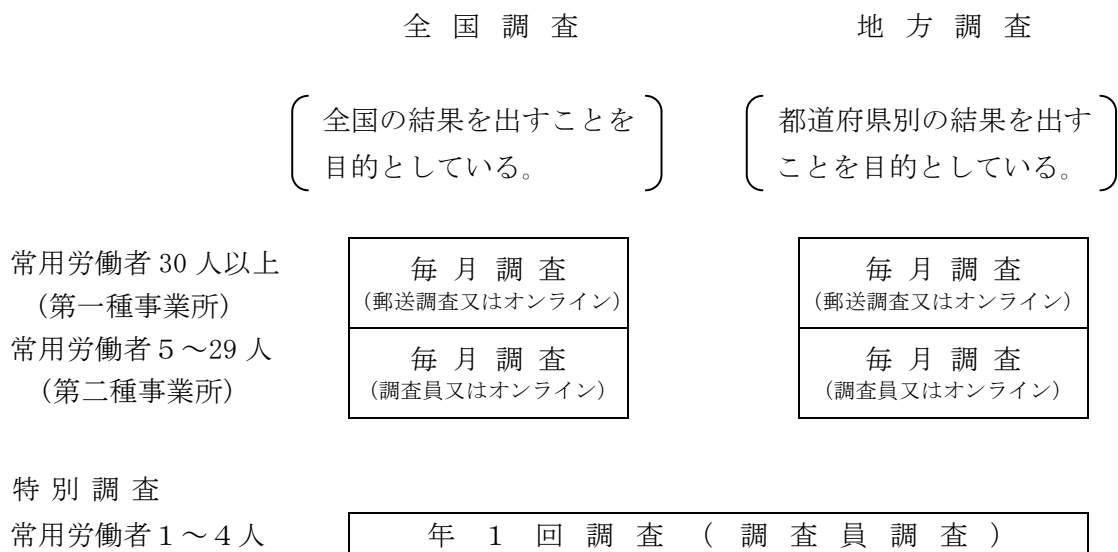 全国調査 地方調査
全国の結果を出すことを 都道府県別の結果を出す
目的としている。 ことを目的としている。
常用労働者 30 人以上 毎月調査 毎月調査
（第一種事業所） (郵送調査又はオンライン) (郵送調査又はオンライン)
常用労働者５～29 人 毎月調査 毎月調査
（第二種事業所） (調査員又はオンライン) (調査員又はオンライン)
特別調査
常用労働者１～４人 年１回調査（調査員調査）